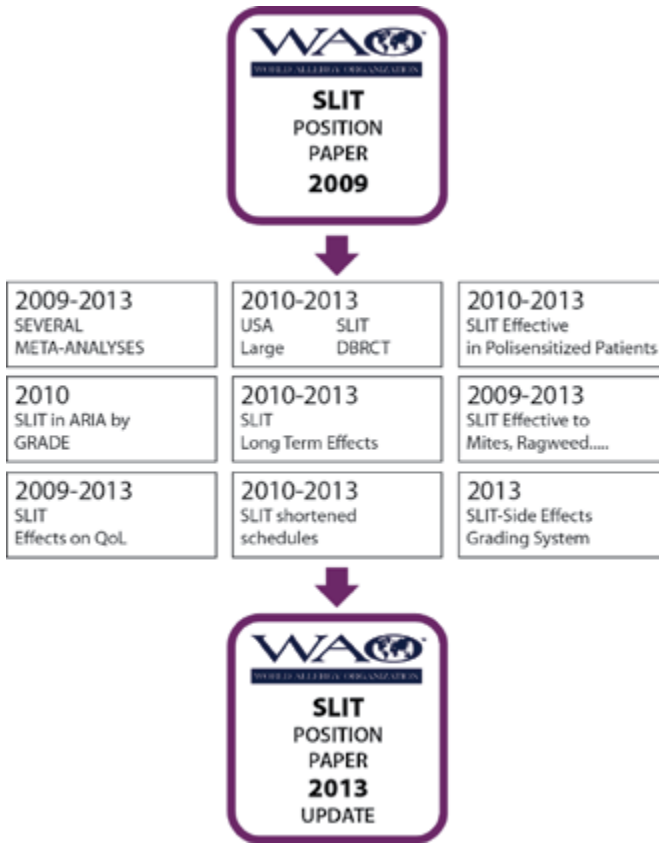 WAO™
WORLD ALLERGY ORGANIZATION
SLIT
POSITION
PAPER
2009
2009-2013
SEVERAL
META-ANALYSES
2010-2013
USA SLIT
Large DBRCT
2010-2013
SLIT Effective
in Polisensitized Patients
2010
SLIT in ARIA by
GRADE
2010-2013
SLIT
Long Term Effects
2009-2013
SLIT Effective to
Mites, Ragweed.....
2009-2013
SLIT
Effects on QoL
2010-2013
SLIT shortened
schedules
2013
SLIT-Side Effects
Grading System
WAO™
WORLD ALLERGY ORGANIZATION
SLIT
POSITION
PAPER
2013
UPDATE